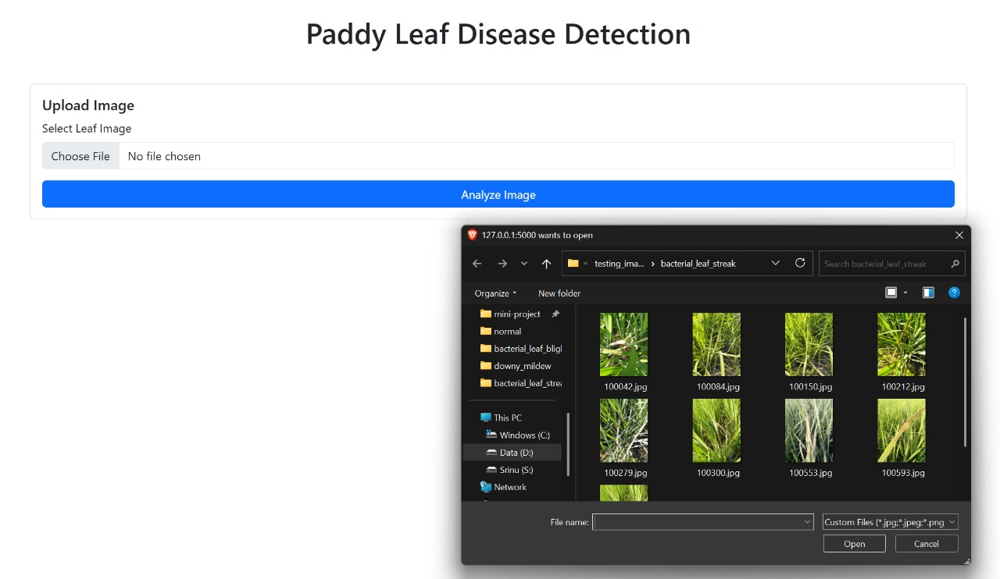 Paddy Leaf Disease Detection
Upload Image
Select Leaf Image
Choose File No file chosen
Analyze Image
127.0.0.1:5000 wants to open
« testing_ima... › bacterial_leaf_streak
Search bacterial_leaf_streak
Organize New folder
mini-project
normal
bacterial_leaf_bligl
downy_mildew
bacterial_leaf_strea
This PC
Windows (C:)
Data (D:)
Srinu (S:)
Network
100042.jpg 100084.jpg 100150.jpg 100212.jpg
100279.jpg 100300.jpg 100553.jpg 100593.jpg
File name: Custom Files (*.jpg;*.jpeg;*.png
Open Cancel